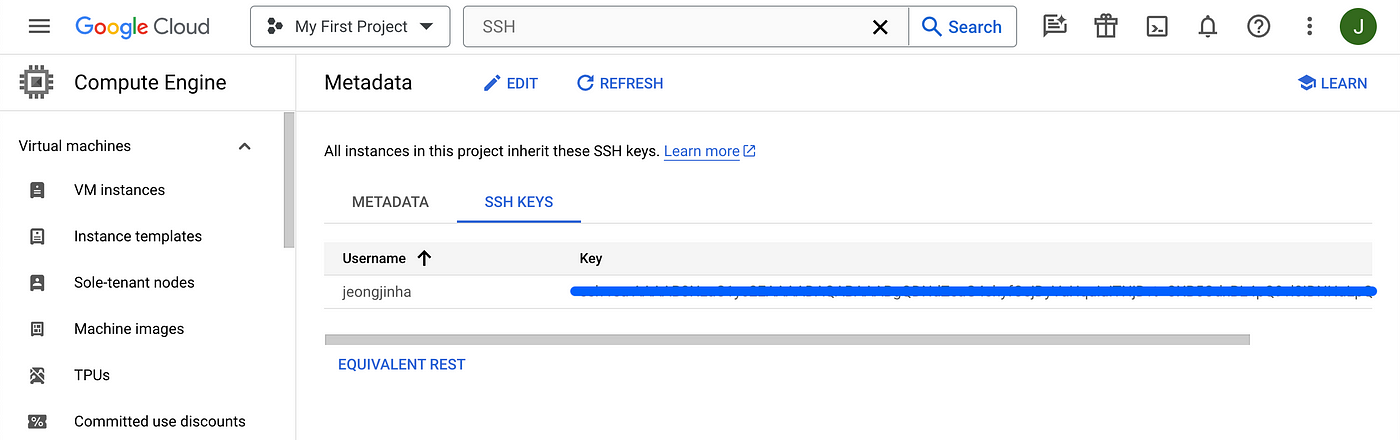 Google Cloud
My First Project
SSH
Search
J
Compute Engine
Metadata
EDIT
REFRESH
LEARN
Virtual machines
All instances in this project inherit these SSH keys. Learn more
VM instances
METADATA
SSH KEYS
Instance templates
Username
Key
Sole-tenant nodes
jeongjinha
Machine images
EQUIVALENT REST
TPUs
Committed use discounts